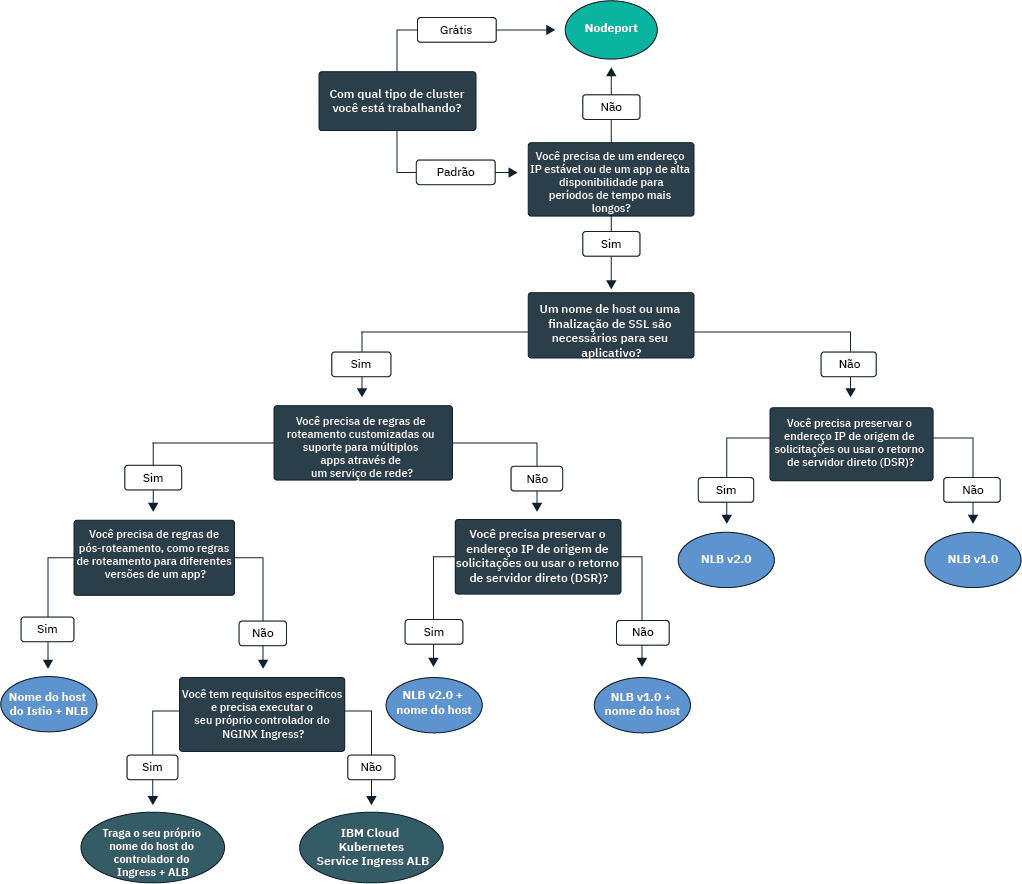 Grátis
Nodeport
Com qual tipo de cluster
você está trabalhando?
Não
Padrão
Você precisa de um endereço
IP estável ou de um app de alta
disponibilidade para
períodos de tempo mais
longos?
Sim
Um nome de host ou uma
finalização de SSL são
necessários para seu
aplicativo?
Sim
Não
Você precisa de regras de
roteamento customizadas ou
suporte para múltiplos
apps através de
um serviço de rede?
Você precisa preservar o
endereço IP de origem de
solicitações ou usar o retorno
de servidor direto (DSR)?
Sim
Não
Sim
Não
Você precisa de regras de
pós-roteamento, como regras
de roteamento para diferentes
versões de um app?
Você precisa preservar o
endereço IP de origem de
solicitações ou usar o retorno
de servidor direto (DSR)?
NLB v2.0
NLB v1.0
Sim
Não
Sim
Não
Nome do host
do Istio + NLB
Você tem requisitos específicos
e precisa executar o
seu próprio controlador do
NGINX Ingress?
NLB v2.0 +
nome do host
NLB v1.0 +
nome do host
Sim
Não
Traga o seu próprio
nome do host do
controlador do
Ingress + ALB
IBM Cloud
Kubernetes
Service Ingress ALB